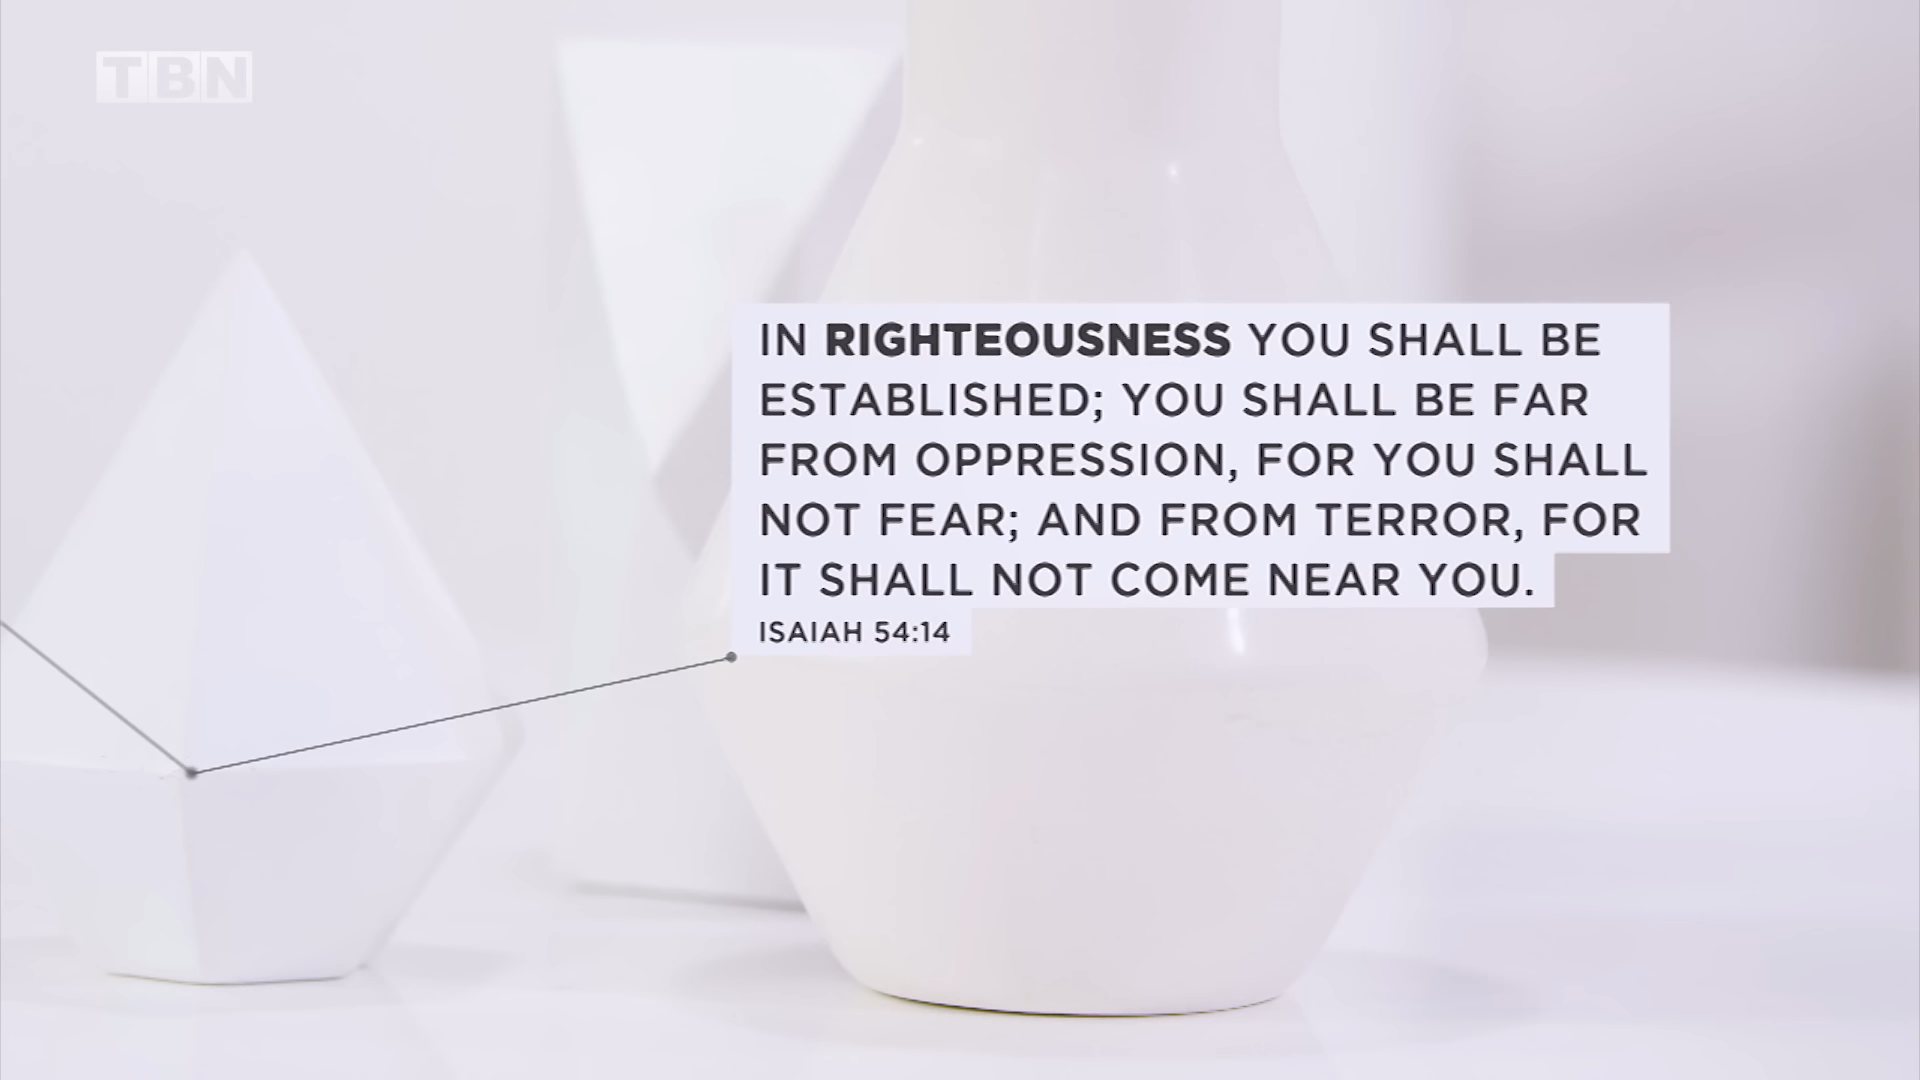 TBN
IN RIGHTEOUSNESS YOU SHALL BE
ESTABLISHED; YOU SHALL BE FAR
FROM OPPRESSION, FOR YOU SHALL
NOT FEAR; AND FROM TERROR, FOR
IT SHALL NOT COME NEAR YOU.
ISAIAH 54:14